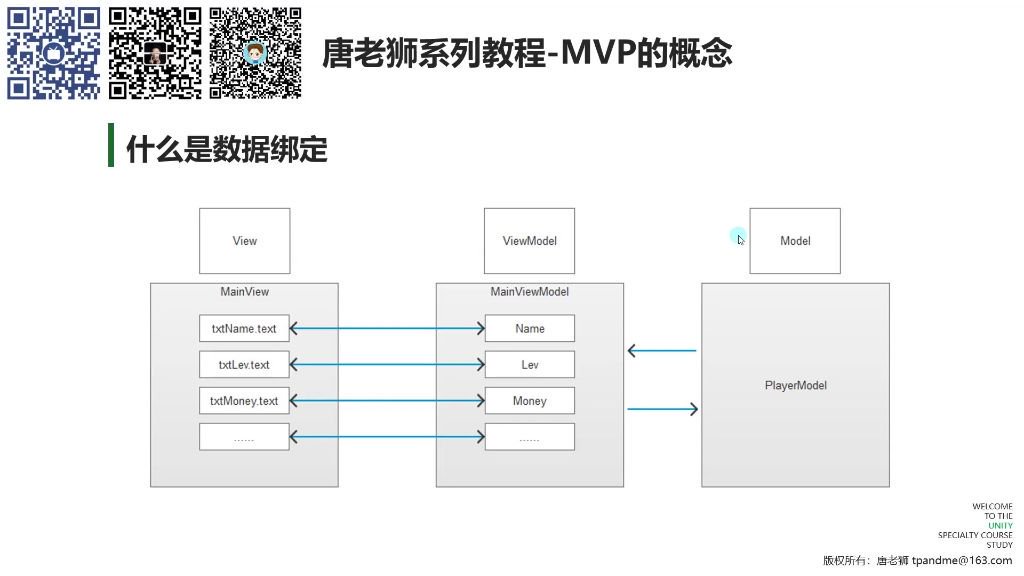 唐老狮系列教程-MVP的概念
什么是数据绑定
View
ViewModel
Model
MainView
MainViewModel
txtName.text
Name
txtLev.text
Lev
PlayerModel
txtMoney.text
Money
......
......
WELCOME
TO THE
UNITY
SPECIALTY COURSE
STUDY
版权所有：唐老狮 tpandme@163.com